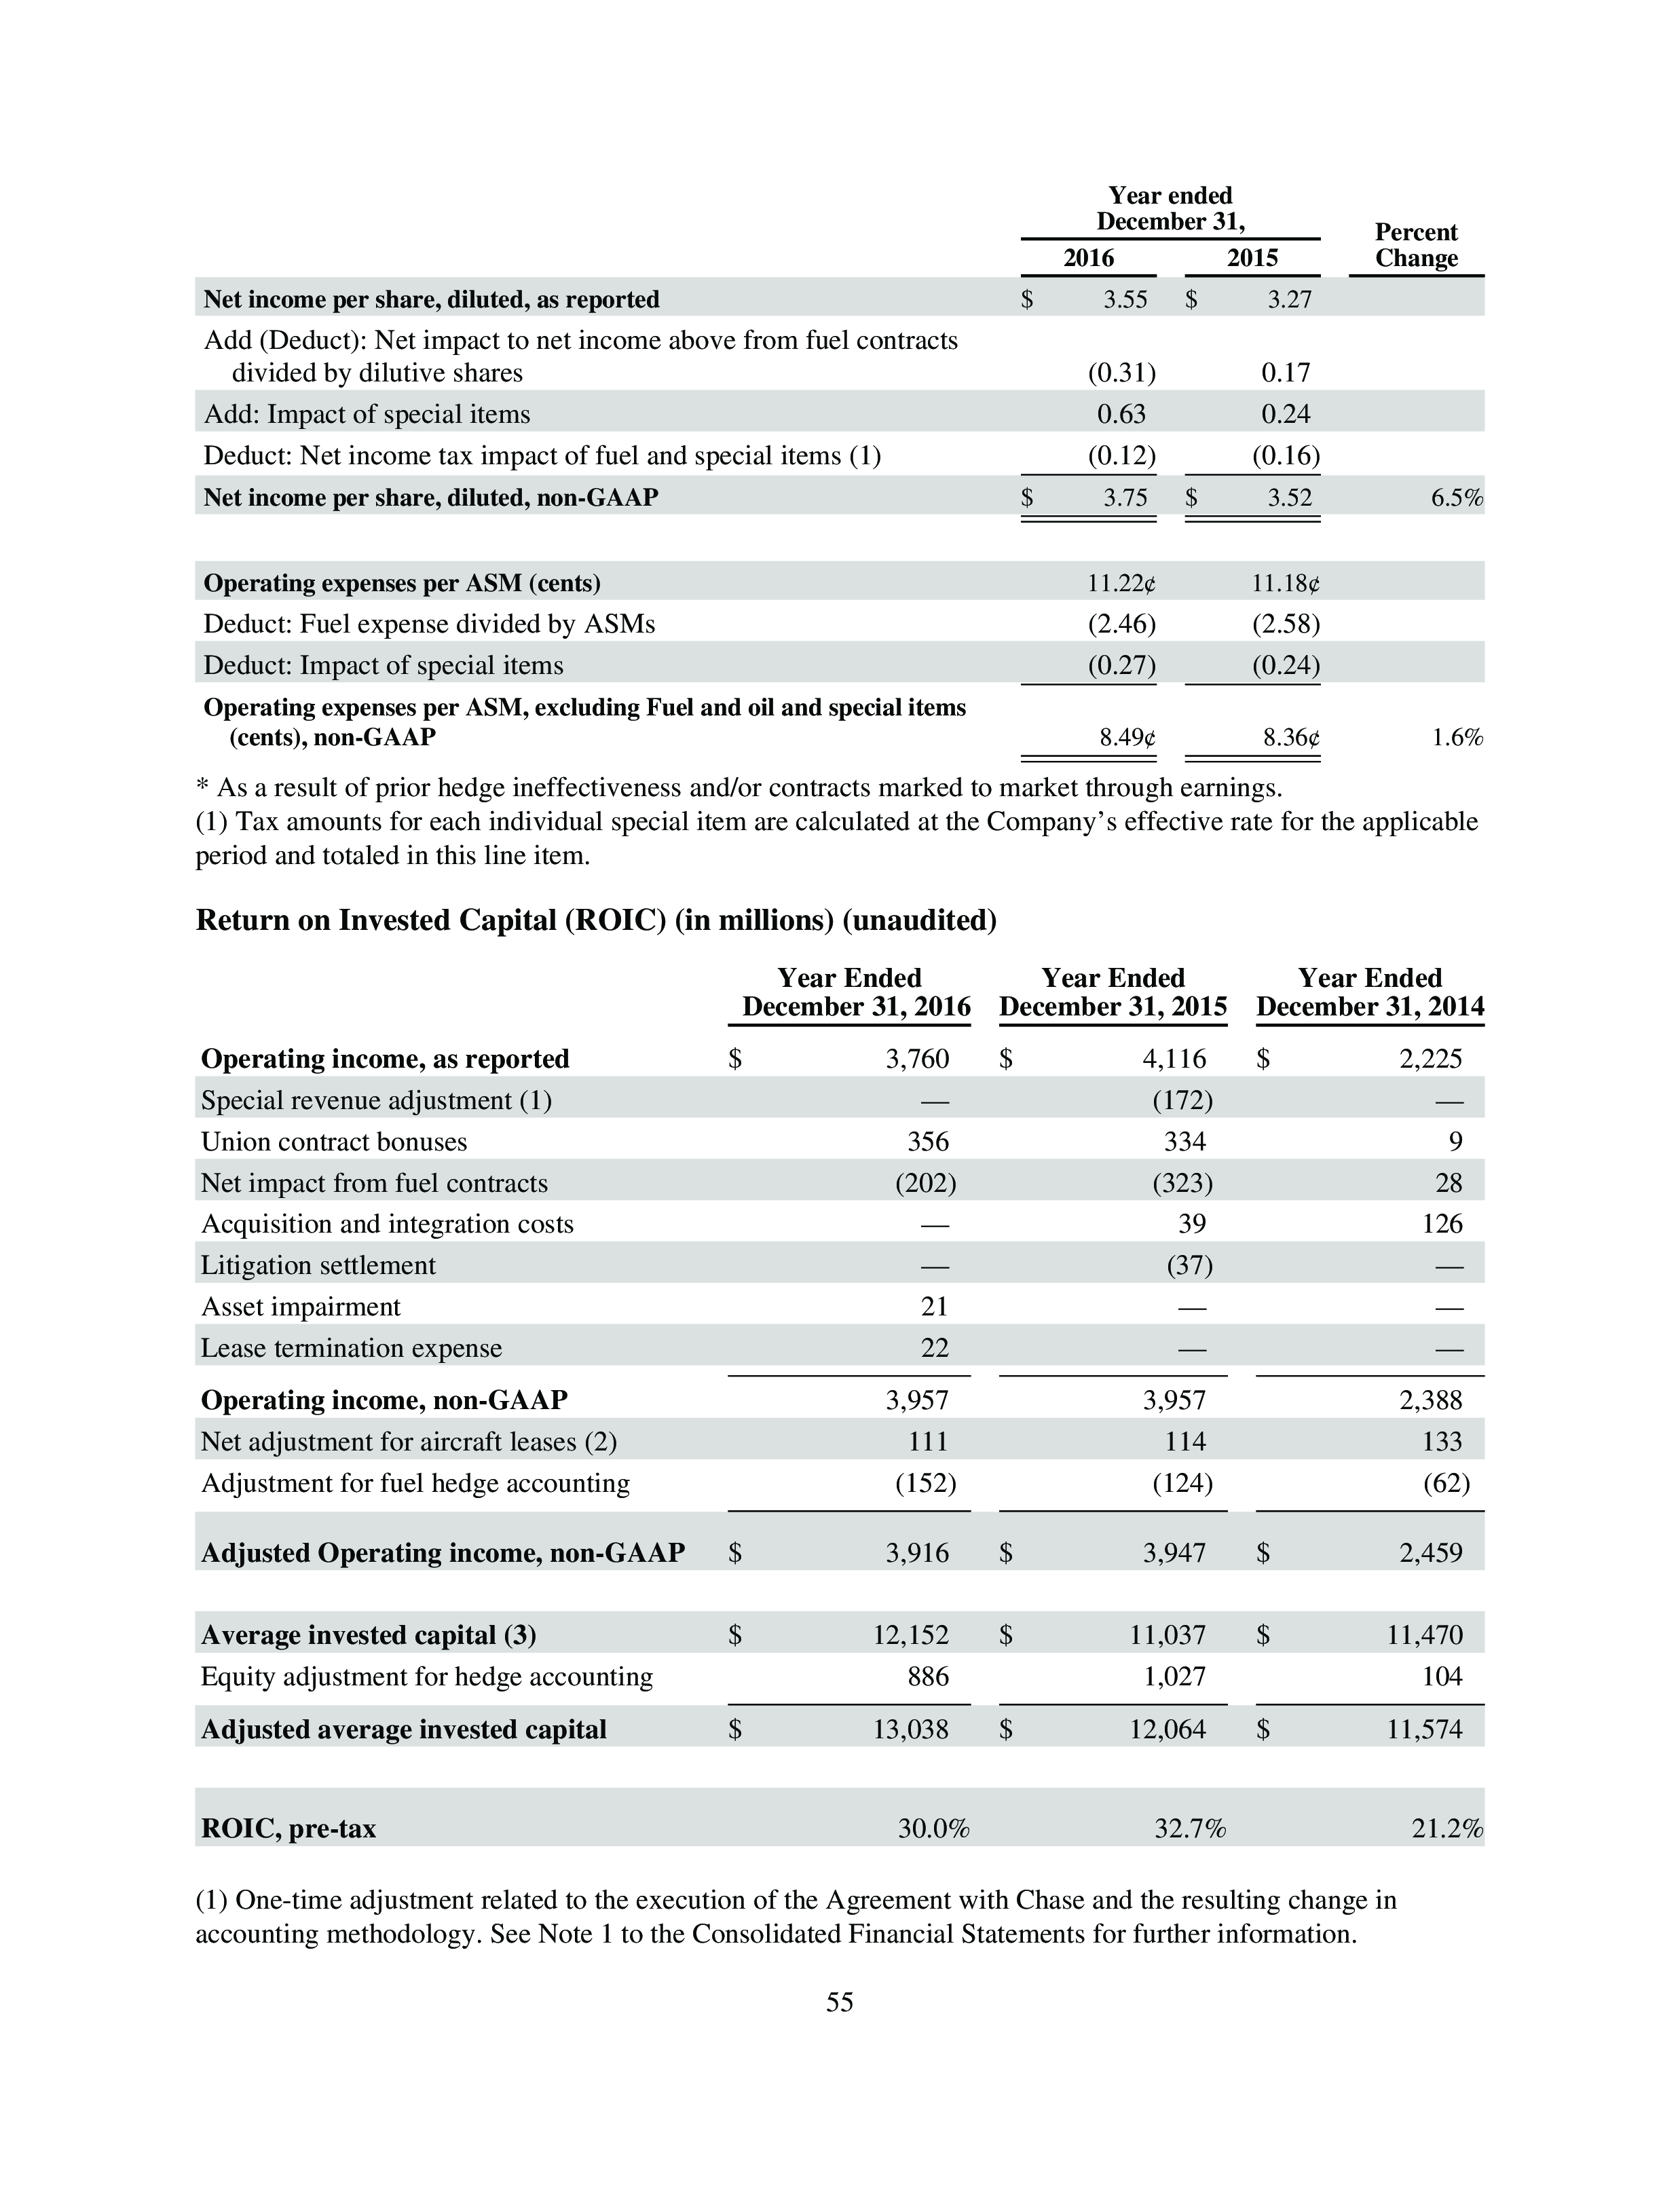 Year ended
December 31,
Percent
Change
2016 2015
Net income per share, diluted, as reported $ 3.55 $ 3.27
Add (Deduct): Net impact to net income above from fuel contracts
divided by dilutive shares (0.31) 0.17
Add: Impact of special items 0.63 0.24
Deduct: Net income tax impact of fuel and special items (1) (0.12) (0.16)
Net income per share, diluted, non-GAAP $ 3.75 $ 3.52 6.5%
Operating expenses per ASM (cents) 11.22¢ 11.18¢
Deduct: Fuel expense divided by ASMs (2.46) (2.58)
Deduct: Impact of special items (0.27) (0.24)
Operating expenses per ASM, excluding Fuel and oil and special items
(cents), non-GAAP 8.49¢ 8.36¢ 1.6%
* As a result of prior hedge ineffectiveness and/or contracts marked to market through earnings.
(1) Tax amounts for each individual special item are calculated at the Company’s effective rate for the applicable
period and totaled in this line item.
Return on Invested Capital (ROIC) (in millions) (unaudited)
Year Ended Year Ended Year Ended
December 31, 2016 December 31, 2015 December 31, 2014
Operating income, as reported $ 3,760 $ 4,116 $ 2,225
Special revenue adjustment (1) — (172) —
Union contract bonuses 356 334 9
Net impact from fuel contracts (202) (323) 28
Acquisition and integration costs — 39 126
Litigation settlement — (37) —
Asset impairment 21 — —
Lease termination expense 22 — —
Operating income, non-GAAP 3,957 3,957 2,388
Net adjustment for aircraft leases (2) 111 114 133
Adjustment for fuel hedge accounting (152) (124) (62)
Adjusted Operating income, non-GAAP $ 3,916 $ 3,947 $ 2,459
Average invested capital (3) $ 12,152 $ 11,037 $ 11,470
Equity adjustment for hedge accounting 886 1,027 104
Adjusted average invested capital $ 13,038 $ 12,064 $ 11,574
ROIC, pre-tax 30.0% 32.7% 21.2%
(1) One-time adjustment related to the execution of the Agreement with Chase and the resulting change in
accounting methodology. See Note 1 to the Consolidated Financial Statements for further information.
55